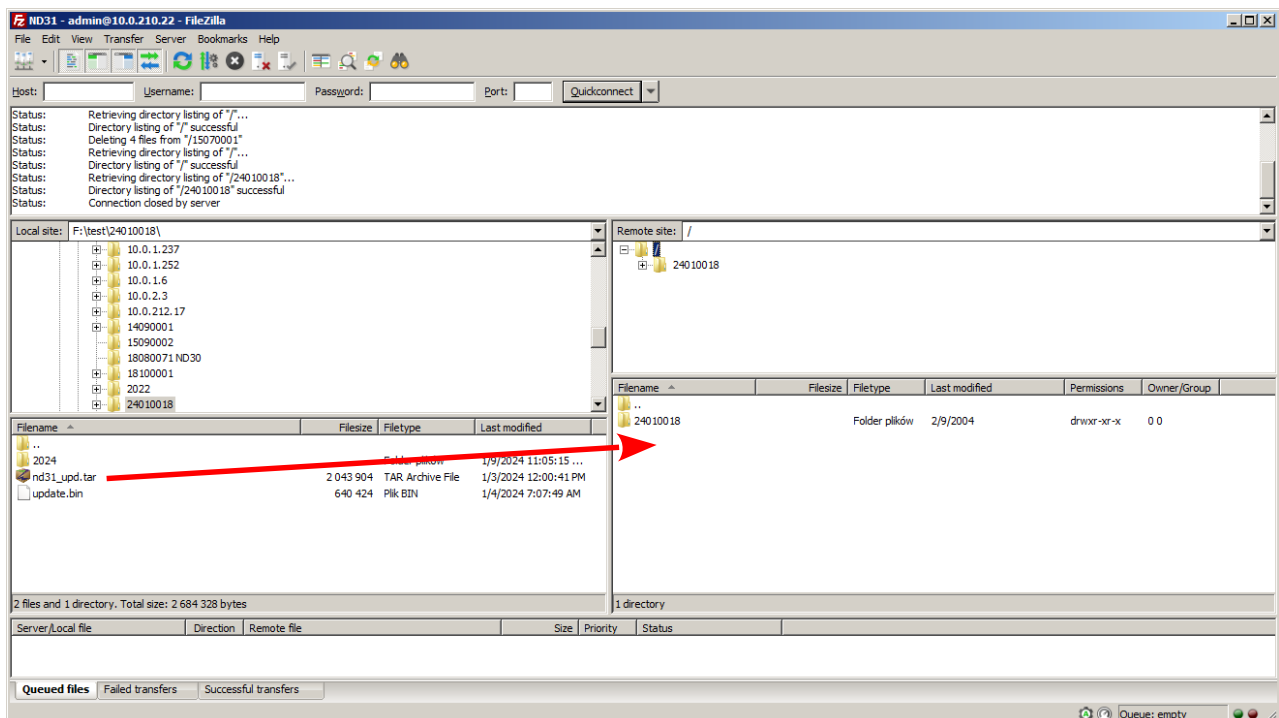 ND31 - admin@10.0.210.22 - FileZilla
File Edit View Transfer Server Bookmarks Help
Host: Username: Password: Port: Quickconnect
Status: Retrieving directory listing of "/"...
Status: Directory listing of "/" successful
Status: Deleting 4 files from "/15070001"
Status: Retrieving directory listing of "/"...
Status: Directory listing of "/" successful
Status: Retrieving directory listing of "/24010018"...
Status: Directory listing of "/24010018" successful
Status: Connection closed by server
Local site: F:\test\24010018\
10.0.1.237
10.0.1.252
10.0.1.6
10.0.2.3
10.0.212.17
14090001
15090002
18080071 ND30
18100001
2022
24010018
Filename Filesize Filetype Last modified
..
2024 Folder plików 1/9/2024 11:05:15 ...
nd31_upd.tar 2 043 904 TAR Archive File 1/3/2024 12:00:41 PM
update.bin 640 424 Plik BIN 1/4/2024 7:07:49 AM
2 files and 1 directory. Total size: 2 684 328 bytes
Remote site: /
/
24010018
Filename Filesize Filetype Last modified Permissions Owner/Group
..
24010018 Folder plików 2/9/2004 drwxr-xr-x 0 0
1 directory
Server/Local file Direction Remote file Size Priority Status
Queued files Failed transfers Successful transfers
Queue: empty